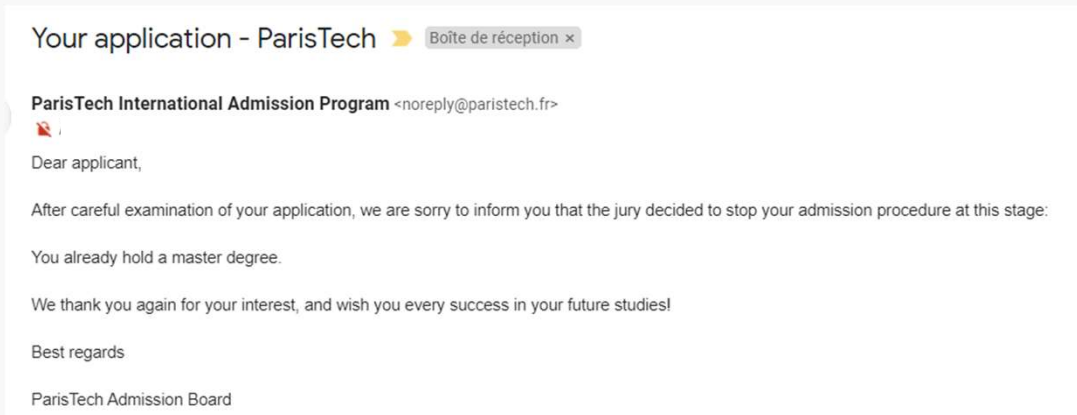 Your application - ParisTech Boîte de réception ×
ParisTech International Admission Program <noreply@paristech.fr>
Dear applicant,
After careful examination of your application, we are sorry to inform you that the jury decided to stop your admission procedure at this stage:
You already hold a master degree.
We thank you again for your interest, and wish you every success in your future studies!
Best regards
ParisTech Admission Board